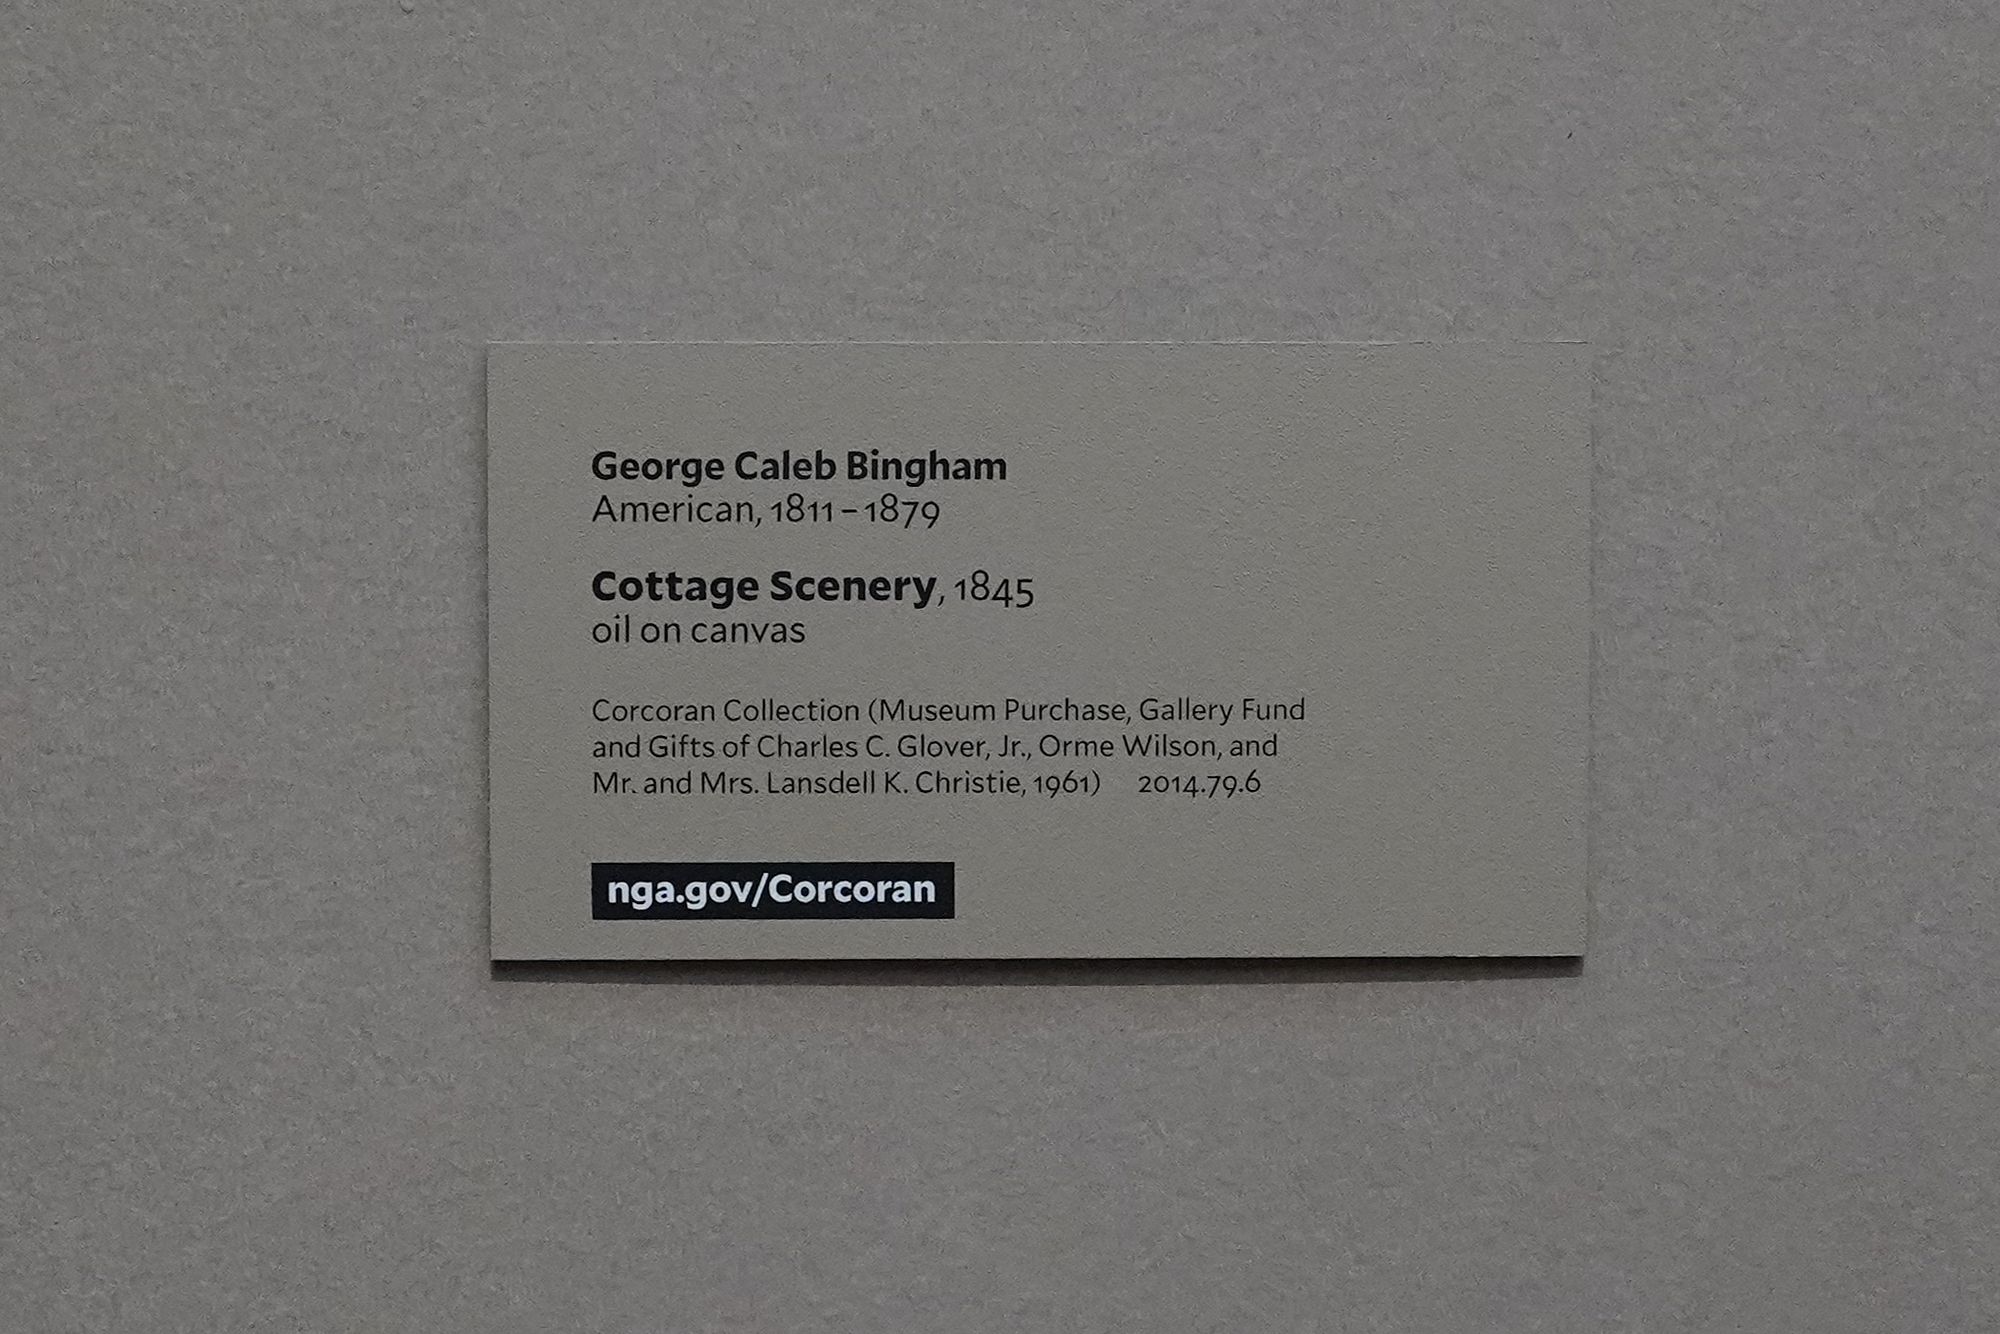 George Caleb Bingham
American, 1811–1879
Cottage Scenery, 1845
oil on canvas
Corcoran Collection (Museum Purchase, Gallery Fund
and Gifts of Charles C. Glover, Jr., Orme Wilson, and
Mr. and Mrs. Lansdell K. Christie, 1961) 2014.79.6
nga.gov/Corcoran